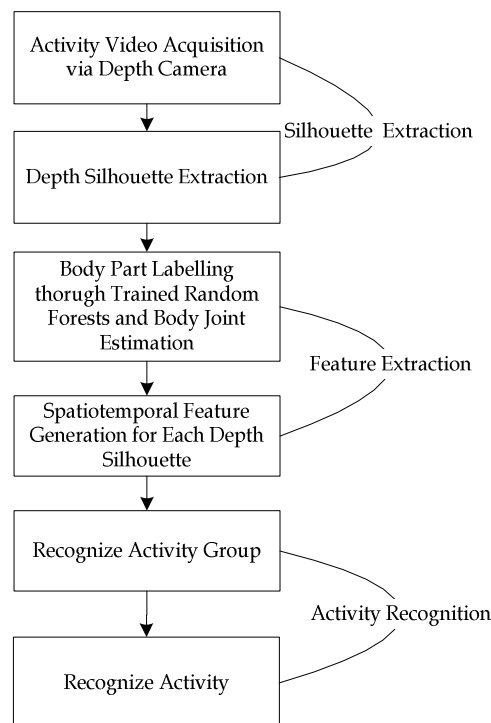 Activity Video Acquisition
via Depth Camera
Silhouette Extraction
Depth Silhouette Extraction
Body Part Labelling
thorugh Trained Random
Forests and Body Joint
Estimation
Feature Extraction
Spatiotemporal Feature
Generation for Each Depth
Silhouette
Recognize Activity Group
Activity Recognition
Recognize Activity